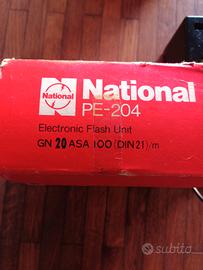 National
National
PE-204
Electronic Flash Unit
GN 20 ASA 100 (DIN 21)/m
subito